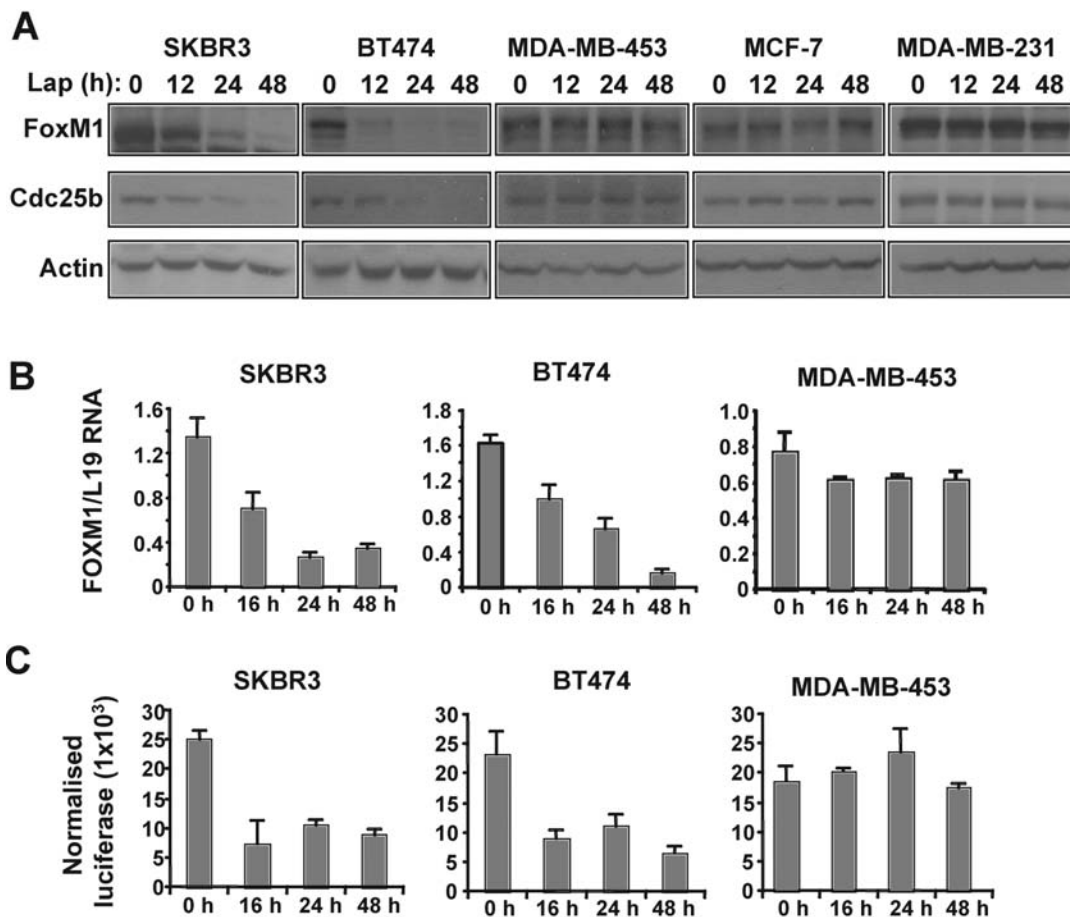 A
SKBR3 BT474 MDA-MB-453 MCF-7 MDA-MB-231
Lap (h): 0 12 24 48 0 12 24 48 0 12 24 48 0 12 24 48 0 12 24 48
FoxM1
Cdc25b
Actin
B
SKBR3 BT474 MDA-MB-453
FOXM1/L19 RNA
1.6 1.8 1.0
1.2 1.6 0.8
0.8 1.2 0.6
0.4 0.8 0.4
0 0.4 0.2
0 0
0 h 16 h 24 h 48 h 0 h 16 h 24 h 48 h 0 h 16 h 24 h 48 h
C
SKBR3 BT474 MDA-MB-453
Normalised
luciferase (1x10³)
30 30 30
25 25 25
20 20 20
15 15 15
10 10 10
5 5 5
0 0 0
0 h 16 h 24 h 48 h 0 h 16 h 24 h 48 h 0 h 16 h 24 h 48 h